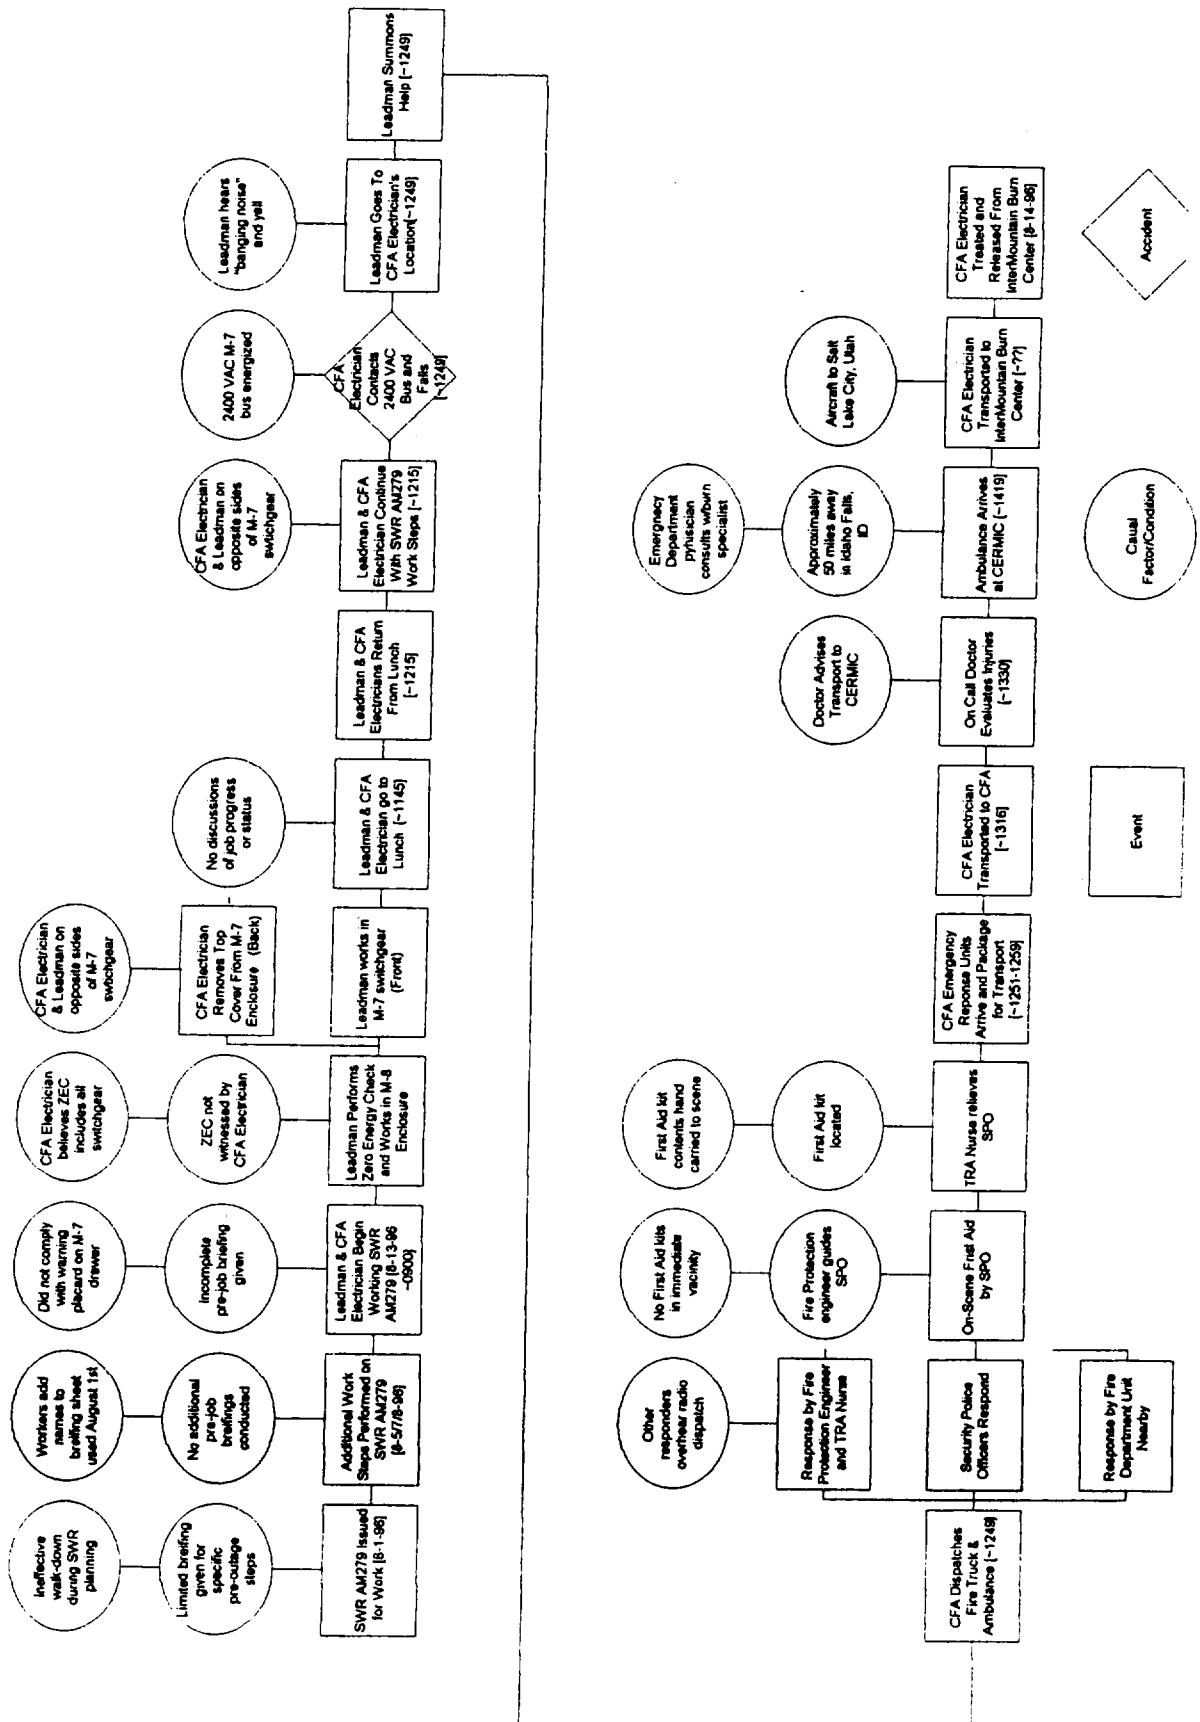 Ineffective
walk-down
during SWR
planning
Limited breifing
given for
specific
pre-outage
steps
SWR AM279 Issued
for Work [8-1-96]
Workers add
names to
breifing sheet
used August 1st
No additional
pre-job
breifings
conducted
Additional Work
Steps Performed on
SWR AM279
[8-5/7/8-96]
Did not comply
with warning
placard on M-7
drawer
Incomplete
pre-job briefing
given
Leadman & CFA
Electrician Begin
Working SWR
AM279 [8-13-96
~0900]
CFA Electrician
believes ZEC
includes all
switchgear
ZEC not
witnessed by
CFA Electrician
Leadman Performs
Zero Energy Check
and Works in M-8
Enclosure
CFA Electrician
& Leadman on
opposite sides
of M-7
swtichgear
CFA Electrician
Removes Top
Cover From M-7
Enclosure (Back)
Leadman works in
M-7 switchgear
(Front)
No discussions
of job progress
or status
Leadman & CFA
Electrician go to
Lunch [~1145]
Leadman & CFA
Electricians Return
From Lunch
[~1215]
CFA Electrician
& Leadman on
opposite sides
of M-7
swtichgear
Leadman & CFA
Electrician Continue
With SWR AM279
Work Steps [~1215]
2400 VAC M-7
bus energized
CFA
Electrician
Contacts
2400 VAC
Bus and
Falls
[~1249]
Leadman hears
"banging noise"
and yell
Leadman Goes To
CFA Electrician's
Location[~1249]
Leadman Summons
Help [~1249]
CFA Dispatches
Fire Truck &
Ambulance [~1249]
Other
responders
overhear radio
dispatch
Response by Fire
Protection Engineer
and TRA Nurse
Security Police
Officers Respond
Response by Fire
Department Unit
Nearby
No First Aid kits
in immediate
vacinity
Fire Protection
engineer guides
SPO
On-Scene Frist Aid
by SPO
First Aid kit
contents hand
carried to scene
First Aid kit
located
TRA Nurse relieves
SPO
CFA Emergency
Reponse Units
Arrive and Package
for Transport
[~1251-1259]
CFA Electrician
Transported to CFA
[~1316]
Doctor Advises
Transport to
CERMIC
On Call Doctor
Evaluates Injuries
[~1330]
Emergnecy
Department
pyhisician
consults w/burn
specialist
Approximately
50 miles away
in Idaho Falls,
ID
Ambulance Arrives
at CERMIC [~1419]
Aircraft to Salt
Lake City, Utah
CFA Electrician
Transported to
InterMountain Burn
Center [~??]
CFA Electrician
Treated and
Released From
InterMountain Burn
Center [8-14-96]
Event
Caual
Factor/Condition
Accident